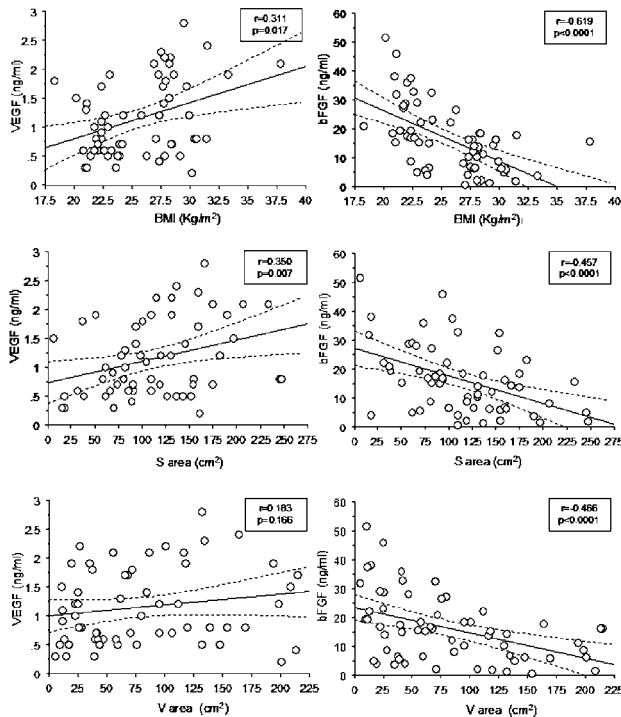 r=0.311
p=0.017
VEGF (ng/ml)
3
2.5
2
1.5
1
.5
0
17.5 20 22.5 25 27.5 30 32.5 35 37.5 40
BMI (Kg/m²)
r=-0.619
p<0.0001
bFGF (ng/ml)
60
50
40
30
20
10
0
17.5 20 22.5 25 27.5 30 32.5 35 37.5 40
BMI (Kg/m²)
r=0.350
p=0.007
VEGF (ng/ml)
3
2.5
2
1.5
1
.5
0
0 25 50 75 100 125 150 175 200 225 250 275
S area (cm²)
r=-0.457
p<0.0001
bFGF (ng/ml)
60
50
40
30
20
10
0
0 25 50 75 100 125 150 175 200 225 250 275
S area (cm²)
r=0.183
p=0.166
VEGF (ng/ml)
3
2.5
2
1.5
1
.5
0
0 25 50 75 100 125 150 175 200 225
V area (cm²)
r=-0.466
p<0.0001
bFGF (ng/ml)
60
50
40
30
20
10
0
0 25 50 75 100 125 150 175 200 225
V area (cm²)